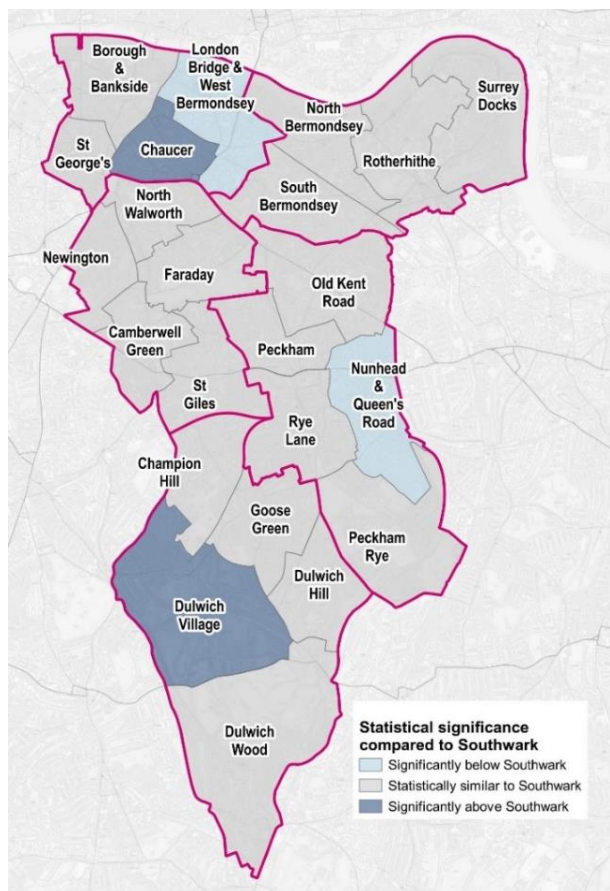 Borough
&
Bankside
London
Bridge &
West
Bermondsey
Surrey
Docks
North
Bermondsey
St
George's
Chaucer
Rotherhithe
South
Bermondsey
North
Walworth
Newington
Faraday
Old Kent
Road
Camberwell
Green
Peckham
Nunhead
&
Queen's
Road
St
Giles
Rye
Lane
Champion
Hill
Goose
Green
Peckham
Rye
Dulwich
Hill
Dulwich
Village
Dulwich
Wood
Statistical significance
compared to Southwark
Significantly below Southwark
Statistically similar to Southwark
Significantly above Southwark